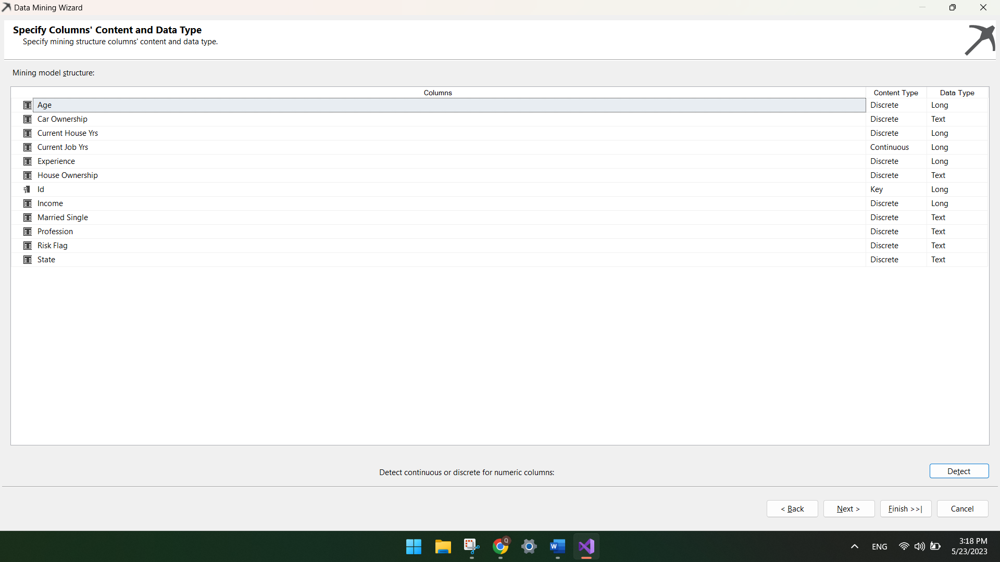 Data Mining Wizard
Specify Columns' Content and Data Type
Specify mining structure columns' content and data type.
Mining model structure:
Columns Content Type Data Type
Age Discrete Long
Car Ownership Discrete Text
Current House Yrs Discrete Long
Current Job Yrs Continuous Long
Experience Discrete Long
House Ownership Discrete Text
Id Key Long
Income Discrete Long
Married Single Discrete Text
Profession Discrete Text
Risk Flag Discrete Text
State Discrete Text
Detect continuous or discrete for numeric columns: Detect
< Back Next > Finish >>| Cancel
Q
W
ENG
3:18 PM
5/23/2023